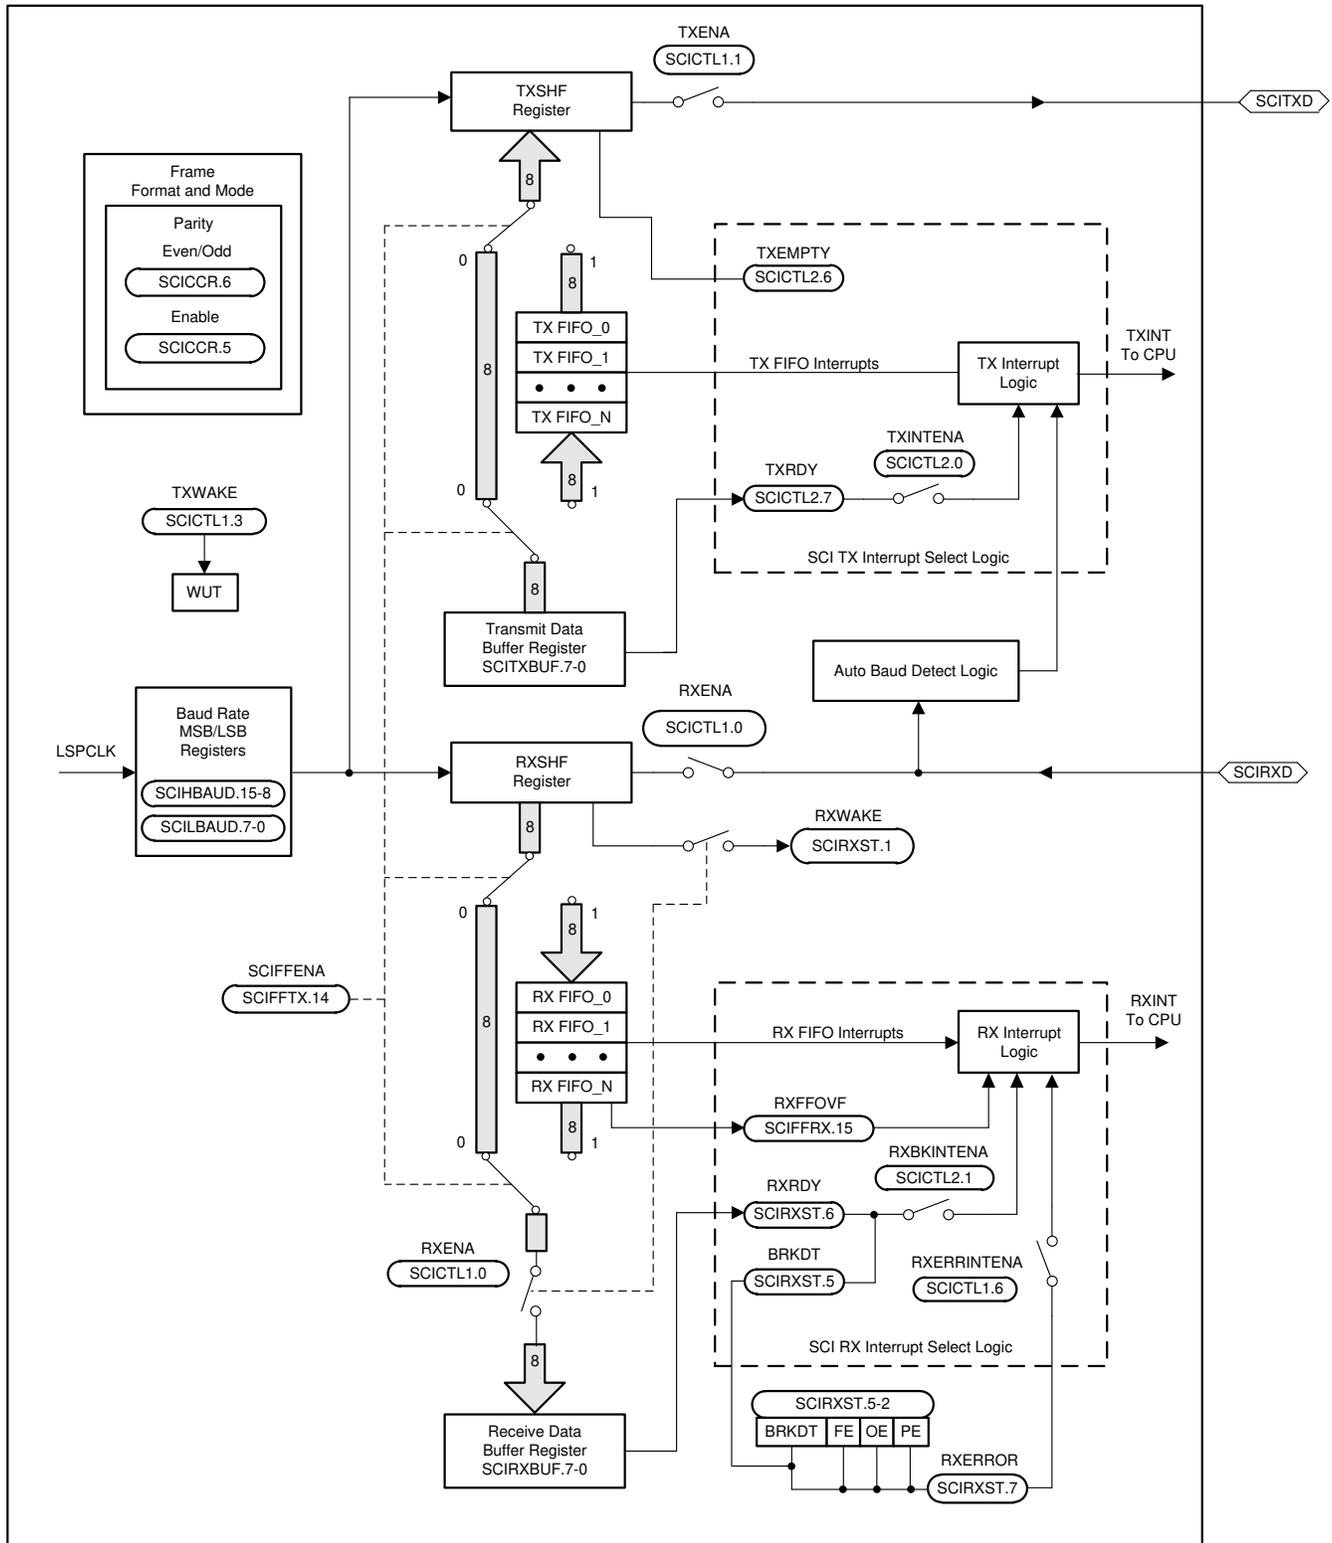 TXENA
SCICTL1.1
TXSHF
Register
SCITXD
Frame
Format and Mode
Parity
Even/Odd
SCICCR.6
Enable
SCICCR.5
8
0
1
8
TXEMPTY
SCICTL2.6
TX FIFO_0
TX FIFO_1
TX FIFO_N
8
TX FIFO Interrupts
TX Interrupt
Logic
TXINT
To CPU
TXINTENA
SCICTL2.0
TXRDY
SCICTL2.7
8
0
1
SCI TX Interrupt Select Logic
TXWAKE
SCICTL1.3
WUT
8
Transmit Data
Buffer Register
SCITXBUF.7-0
Auto Baud Detect Logic
RXENA
SCICTL1.0
LSPCLK
Baud Rate
MSB/LSB
Registers
SCIHBAUD.15-8
SCILBAUD.7-0
RXSHF
Register
SCIRXD
8
RXWAKE
SCIRXST.1
0
1
8
SCIFFENA
SCIFFTX.14
8
RX FIFO_0
RX FIFO_1
RX FIFO_N
RX FIFO Interrupts
RX Interrupt
Logic
RXINT
To CPU
RXFFOVF
SCIFFRX.15
8
0
1
RXBKINTENA
SCICTL2.1
RXRDY
SCIRXST.6
BRKDT
SCIRXST.5
RXERRINTENA
SCICTL1.6
RXENA
SCICTL1.0
SCI RX Interrupt Select Logic
8
SCIRXST.5-2
BRKDT FE OE PE
Receive Data
Buffer Register
SCIRXBUF.7-0
RXERROR
SCIRXST.7